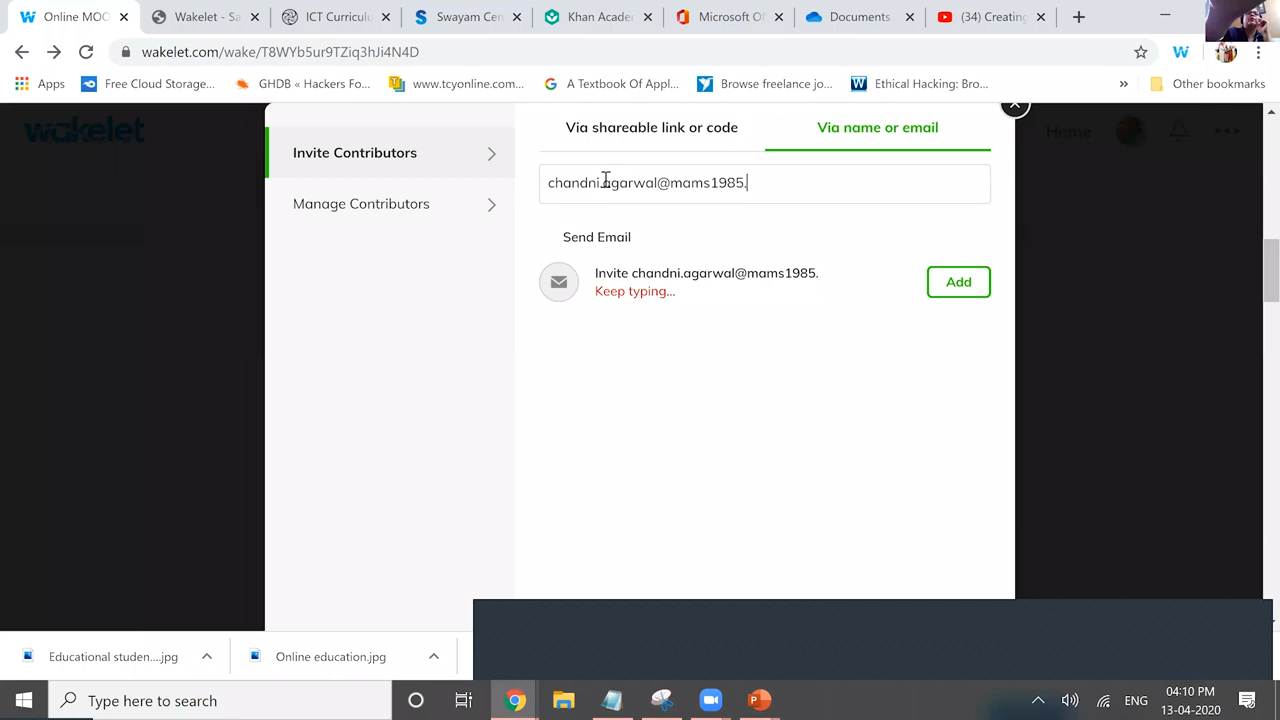 Online MOO
Wakelet - S
ICT Curricul
Swayam Cen
Khan Acader
Microsoft Of
Documents
(34) Creating
wakelet.com/wake/T8WYb5ur9TZiq3hJi4N4D
Apps
Free Cloud Storage...
GHDB « Hackers Fo...
www.tcyonline.com...
A Textbook Of Appl...
Browse freelance jo...
Ethical Hacking: Bro...
»
Other bookmarks
wakelet
Home
Via shareable link or code
Via name or email
Invite Contributors
Manage Contributors
chandni.agarwal@mams1985.
Send Email
Invite chandni.agarwal@mams1985.
Keep typing...
Add
Educational studen....jpg
Online education.jpg
Type here to search
ENG
04:10 PM
13-04-2020